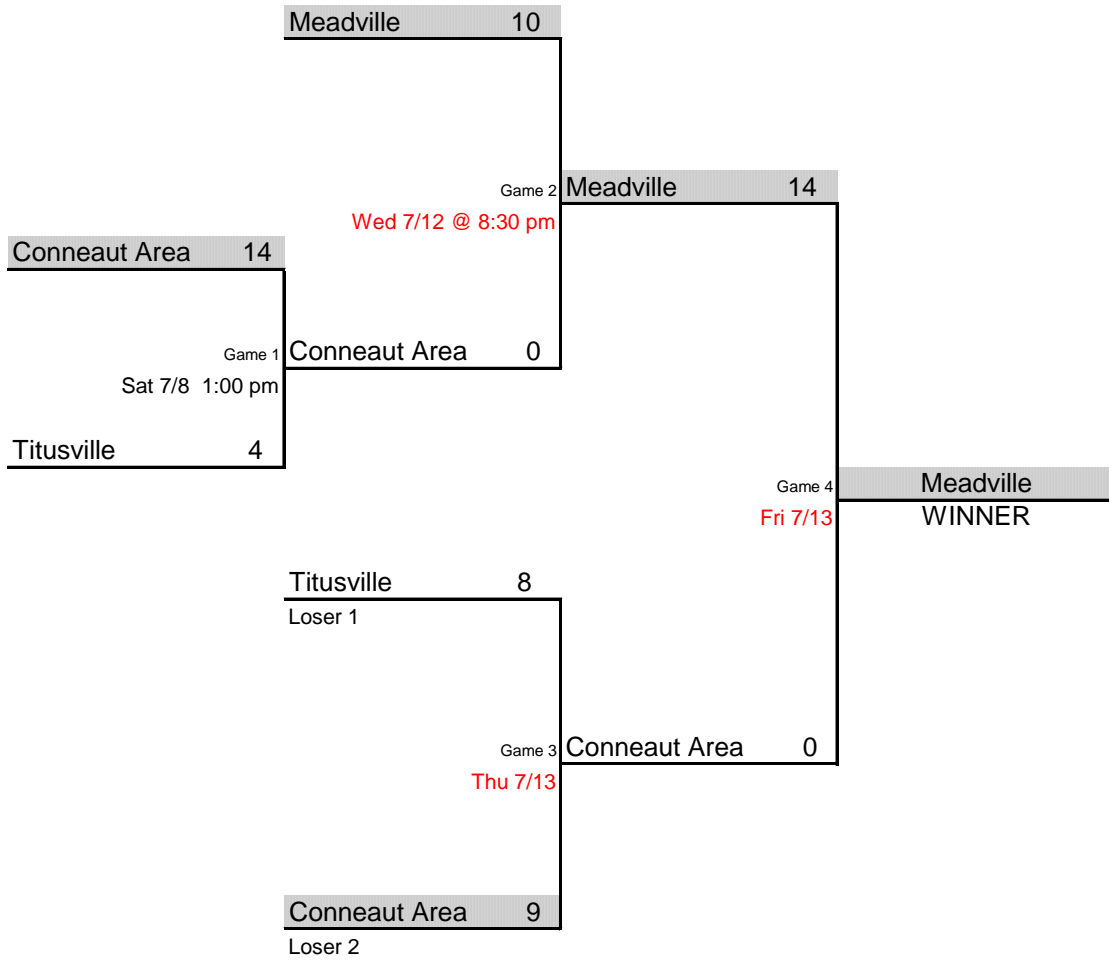 Meadville 10
Game 2 Meadville 14
Wed 7/12 @ 8:30 pm
Conneaut Area 14
Game 1 Conneaut Area 0
Sat 7/8 1:00 pm
Titusville 4
Game 4 Meadville
Fri 7/13 WINNER
Titusville 8
Loser 1
Game 3 Conneaut Area 0
Thu 7/13
Conneaut Area 9
Loser 2